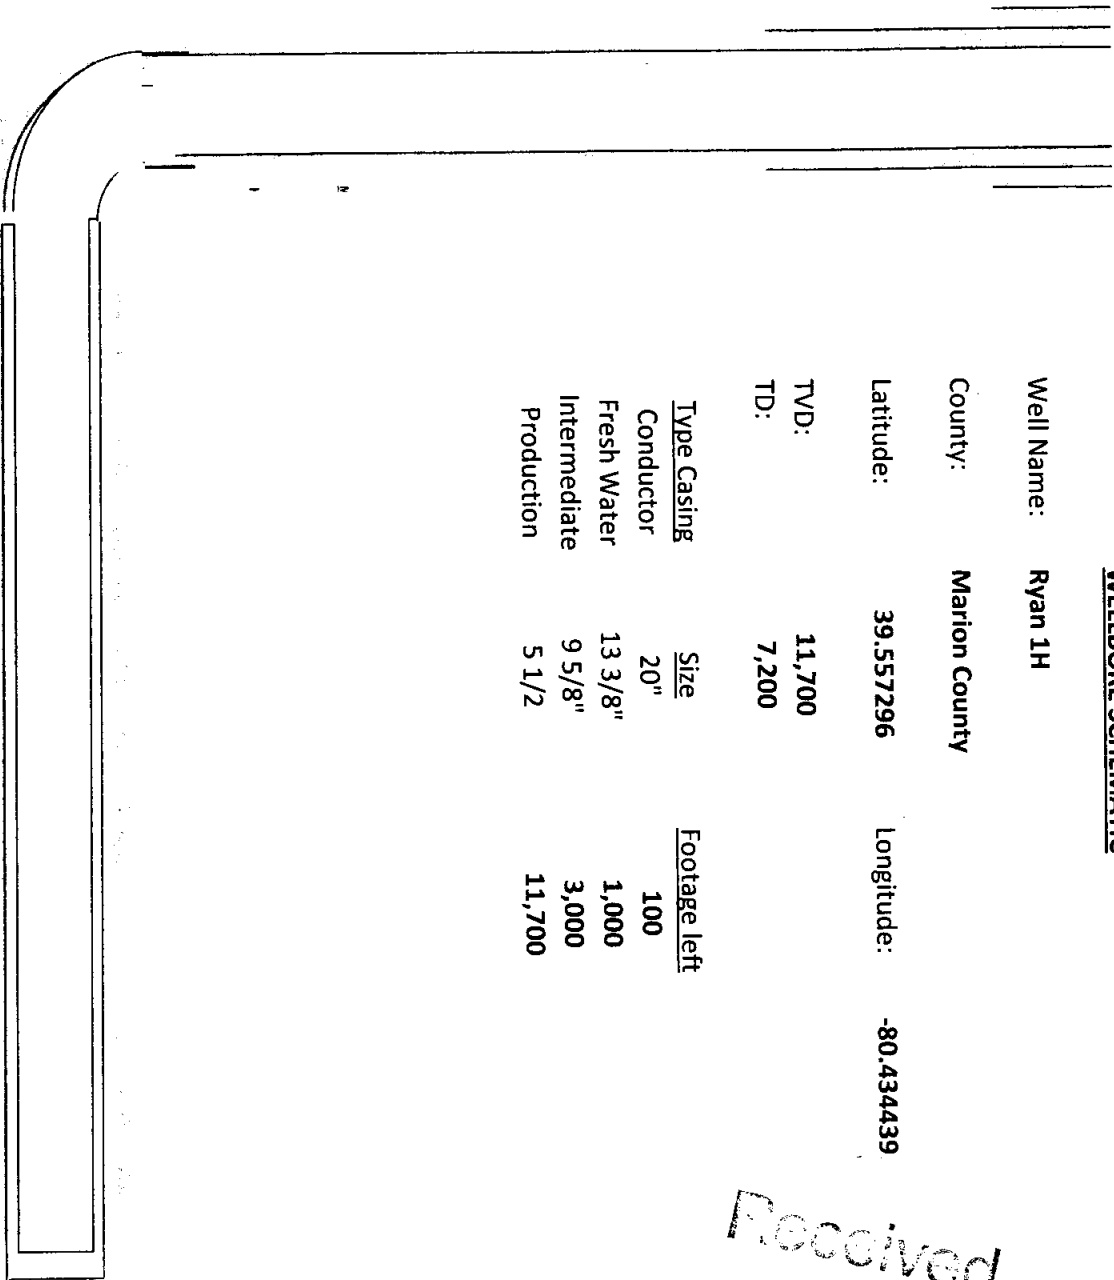 WELLBORE SCHEMATIC
Well Name: Ryan 1H
County: Marion County
Latitude: 39.557296 Longitude: -80.434439
TVD: 11,700
TD: 7,200
Type Casing Size Footage left
Conductor 20" 100
Fresh Water 13 3/8" 1,000
Intermediate 9 5/8" 3,000
Production 5 1/2 11,700
Received